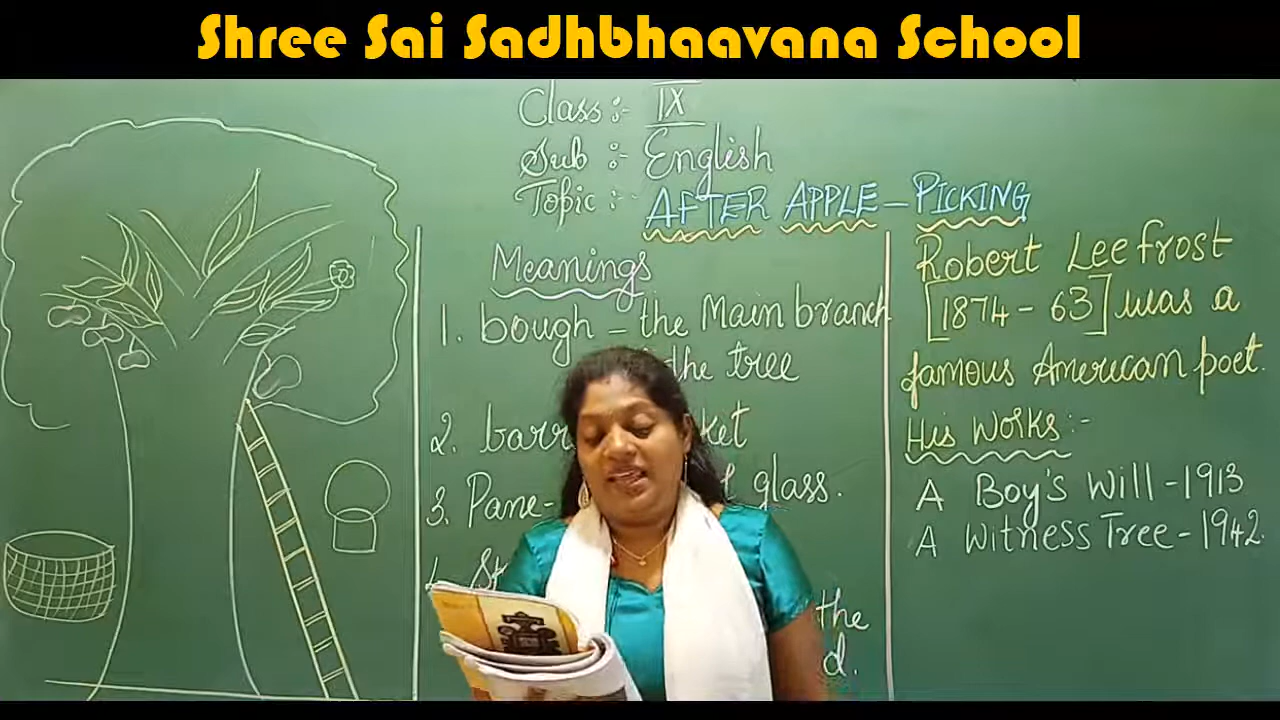 Shree Sai Sadhbhaavana School
Class :- IX
Sub :- English
Topic :- AFTER APPLE - PICKING
Meanings
1. bough - the Main branch
the tree
2.
3. Pane- glass.
the
Robert Lee frost
[1874 - 63] was a
famous American poet.
His Works :-
A Boy's Will - 1913
A Witness Tree - 1942.